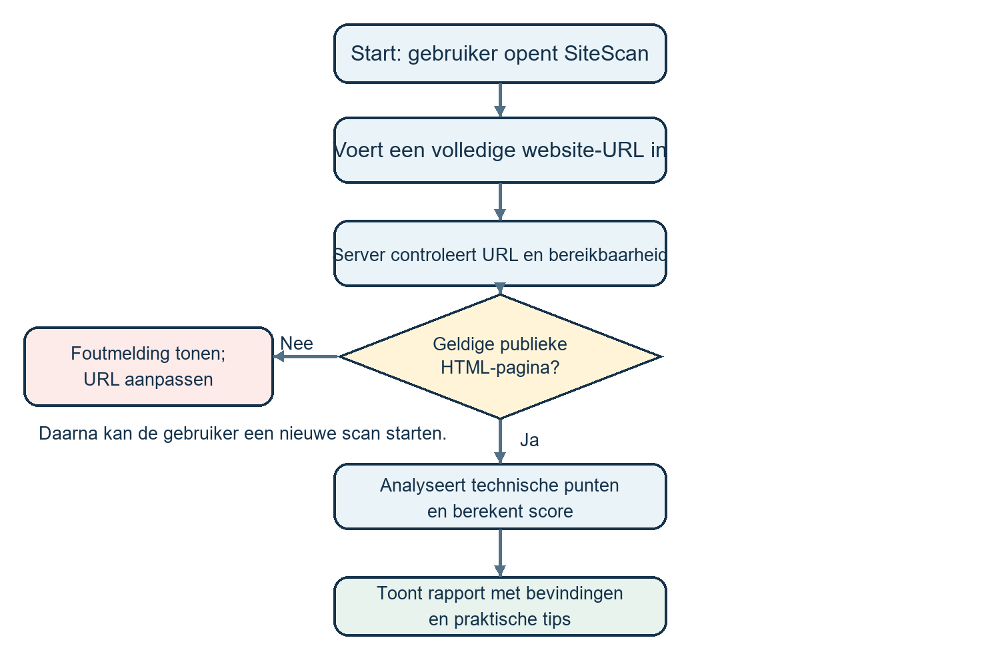 Start: gebruiker opent SiteScan
Voert een volledige website-URL in
Server controleert URL en bereikbaarheid
Geldige publieke
HTML-pagina?
Nee
Foutmelding tonen;
URL aanpassen
Daarna kan de gebruiker een nieuwe scan starten.
Ja
Analyseert technische punten
en berekent score
Toont rapport met bevindingen
en praktische tips